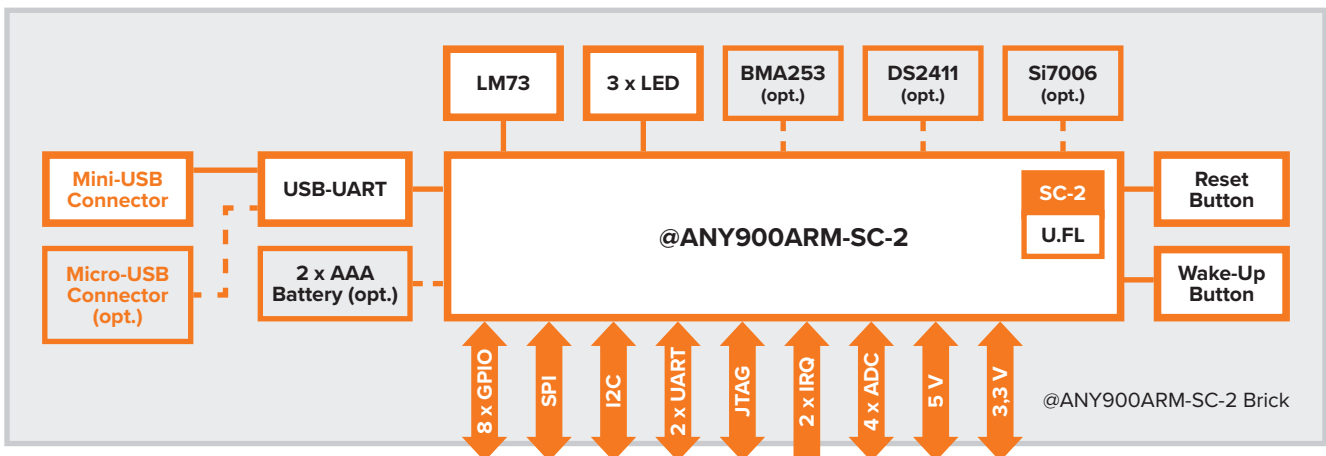 LM73
3 x LED
BMA253
(opt.)
DS2411
(opt.)
Si7006
(opt.)
Mini-USB
Connector
USB-UART
Micro-USB
Connector
(opt.)
2 x AAA
Battery (opt.)
@ANY900ARM-SC-2
SC-2
U.FL
Reset
Button
Wake-Up
Button
8 x GPIO
SPI
I2C
2 x UART
JTAG
2 x IRQ
4 x ADC
5 V
3,3 V
@ANY900ARM-SC-2 Brick